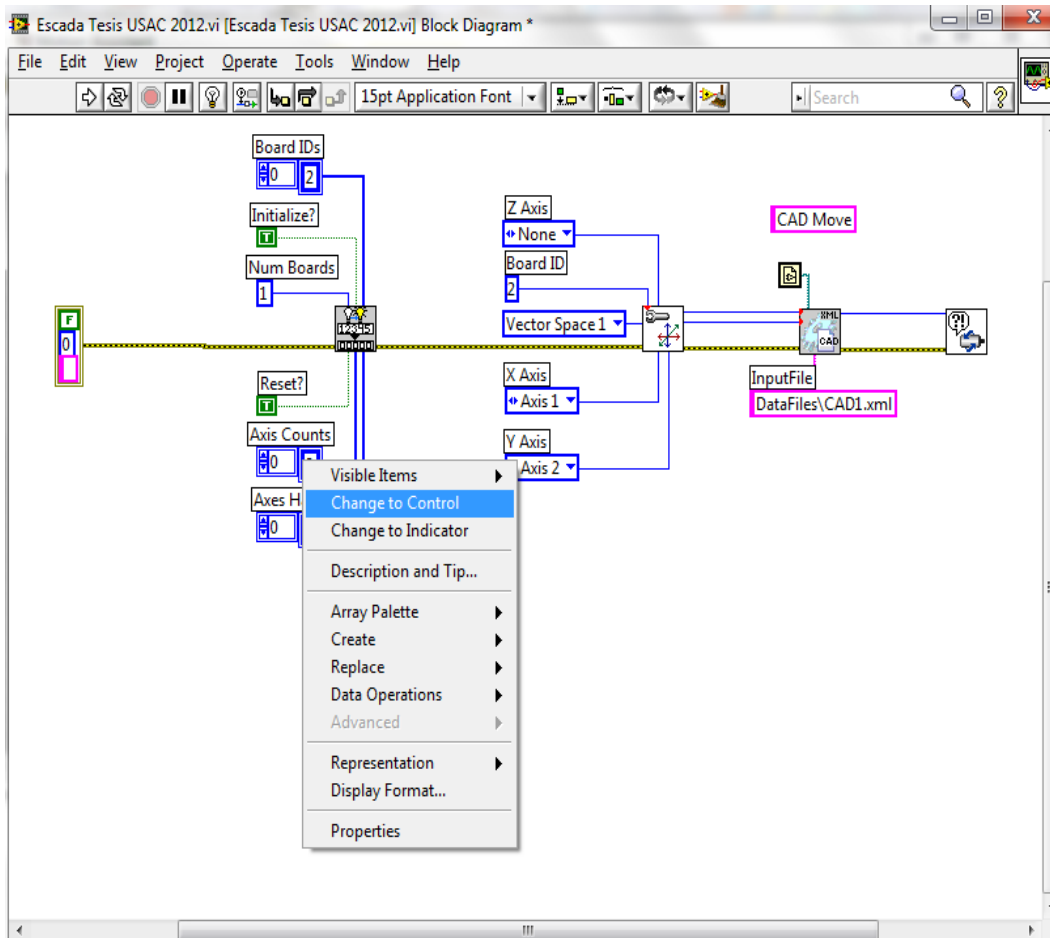 Escada Tesis USAC 2012.vi [Escada Tesis USAC 2012.vi] Block Diagram *
File Edit View Project Operate Tools Window Help
15pt Application Font
Search
Board IDs
0 2
Initialize?
T
Num Boards
1
F
0
Reset?
T
Axis Counts
0
Axes H
0
Z Axis
None
Board ID
2
Vector Space 1
X Axis
Axis 1
Y Axis
Axis 2
CAD Move
XML
CAD
InputFile
DataFiles\CAD1.xml
Visible Items
Change to Control
Change to Indicator
Description and Tip...
Array Palette
Create
Replace
Data Operations
Advanced
Representation
Display Format...
Properties